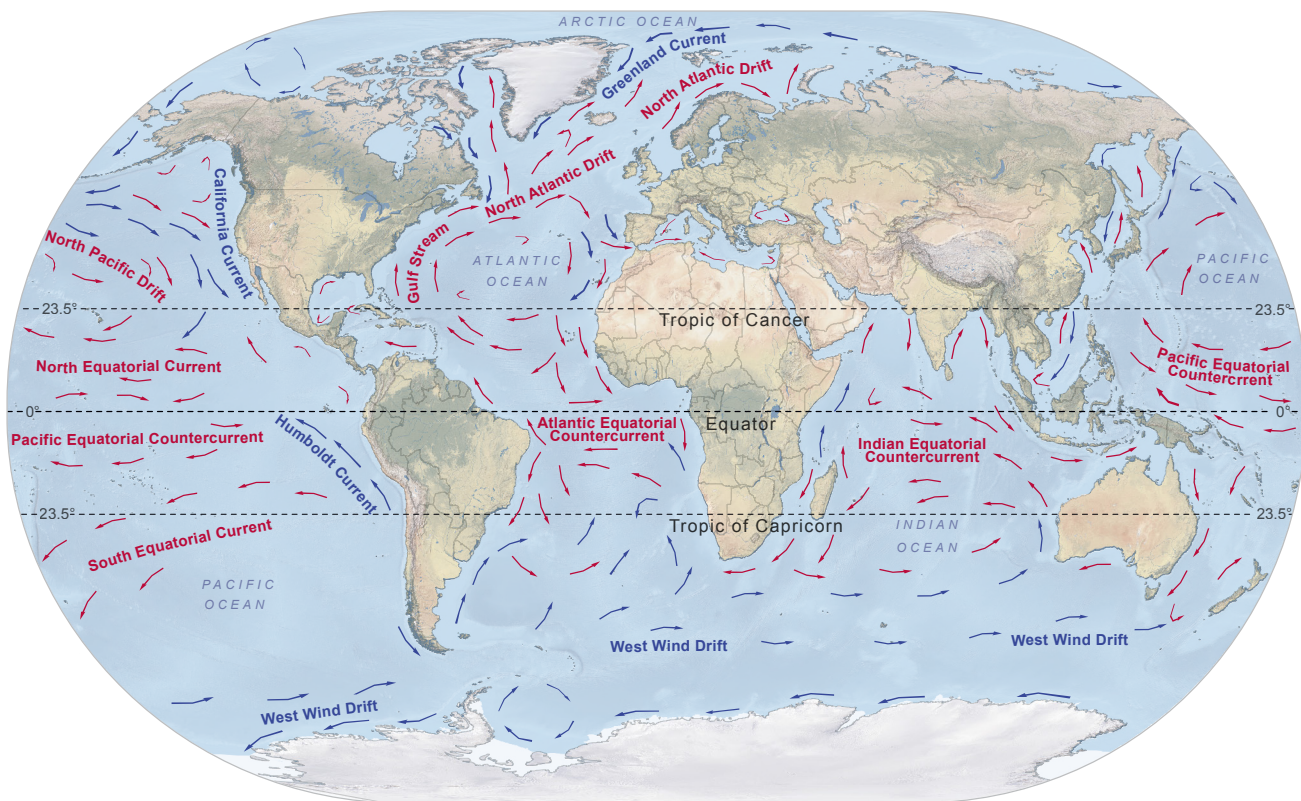 ARCTIC OCEAN
Greenland Current
North Atlantic Drift
California Current
North Atlantic Drift
North Pacific Drift
Gulf Stream
ATLANTIC
OCEAN
PACIFIC
OCEAN
23.5°
Tropic of Cancer
23.5°
North Equatorial Current
Pacific Equatorial
Countercrrent
0°
Equator
0°
Pacific Equatorial Countercurrent
Humboldt Current
Atlantic Equatorial
Countercurrent
Indian Equatorial
Countercurrent
23.5°
Tropic of Capricorn
23.5°
South Equatorial Current
INDIAN
OCEAN
PACIFIC
OCEAN
West Wind Drift
West Wind Drift
West Wind Drift